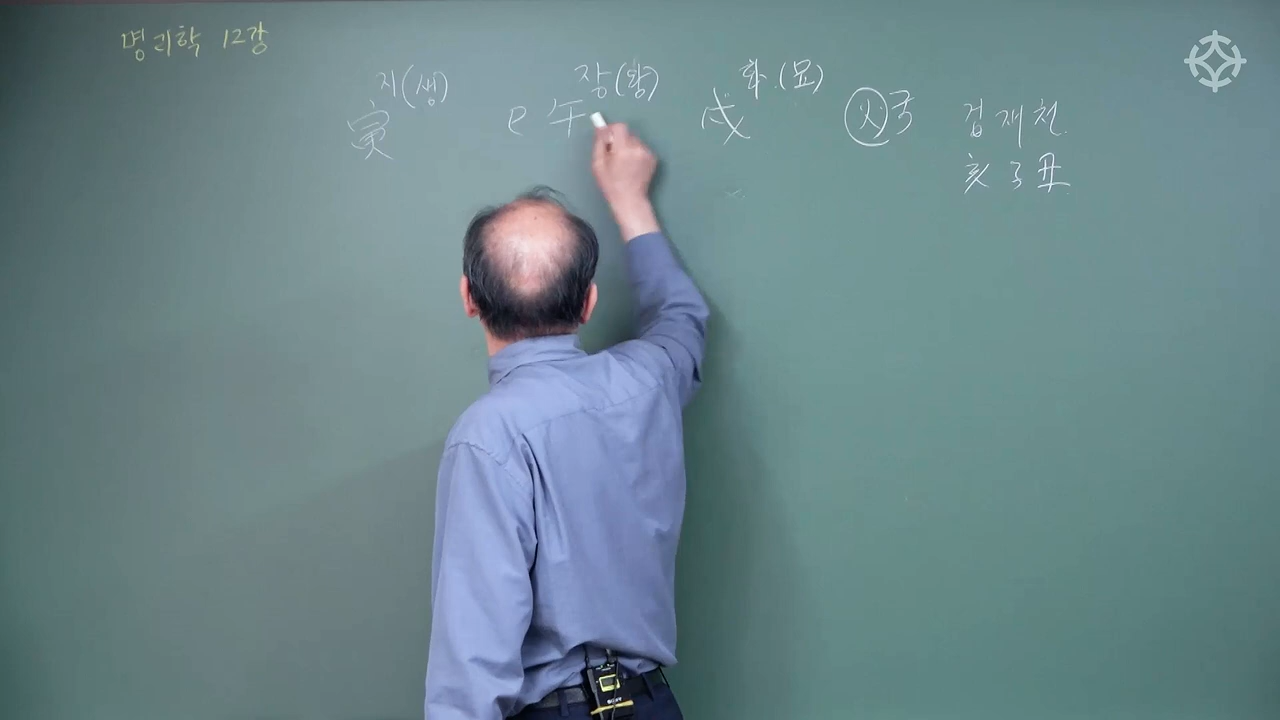 명리학 12강
지(생) 장(왕) 화.(묘)
寅 巳 午 戌 火국 겁재천
亥子丑